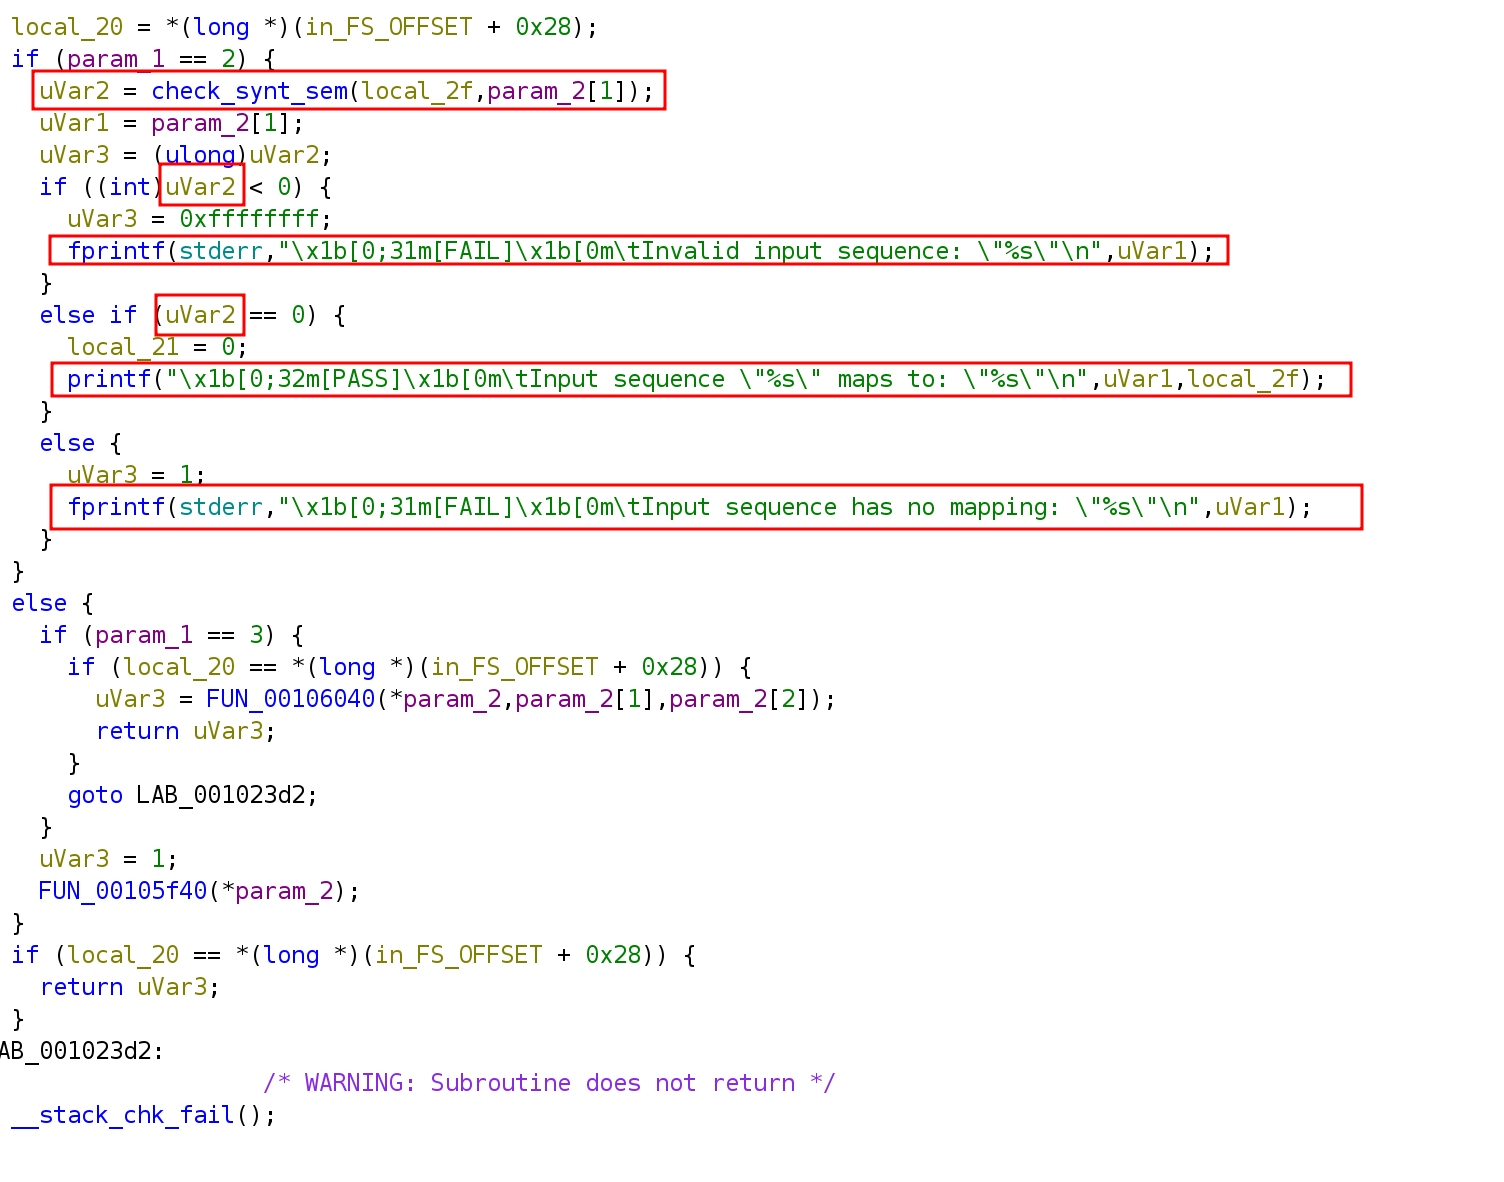 local_20 = *(long *)(in_FS_OFFSET + 0x28);
if (param_1 == 2) {
  uVar2 = check_synt_sem(local_2f,param_2[1]);
  uVar1 = param_2[1];
  uVar3 = (ulong)uVar2;
  if ((int)uVar2 < 0) {
    uVar3 = 0xffffffff;
    fprintf(stderr,"\x1b[0;31m[FAIL]\x1b[0m\tInvalid input sequence: \"%s\"\n",uVar1);
  }
  else if (uVar2 == 0) {
    local_21 = 0;
    printf("\x1b[0;32m[PASS]\x1b[0m\tInput sequence \"%s\" maps to: \"%s\"\n",uVar1,local_2f);
  }
  else {
    uVar3 = 1;
    fprintf(stderr,"\x1b[0;31m[FAIL]\x1b[0m\tInput sequence has no mapping: \"%s\"\n",uVar1);
  }
}
else {
  if (param_1 == 3) {
    if (local_20 == *(long *)(in_FS_OFFSET + 0x28)) {
      uVar3 = FUN_00106040(*param_2,param_2[1],param_2[2]);
      return uVar3;
    }
    goto LAB_001023d2;
  }
  uVar3 = 1;
  FUN_00105f40(*param_2);
}
if (local_20 == *(long *)(in_FS_OFFSET + 0x28)) {
  return uVar3;
}
AB_001023d2:
                  /* WARNING: Subroutine does not return */
__stack_chk_fail();